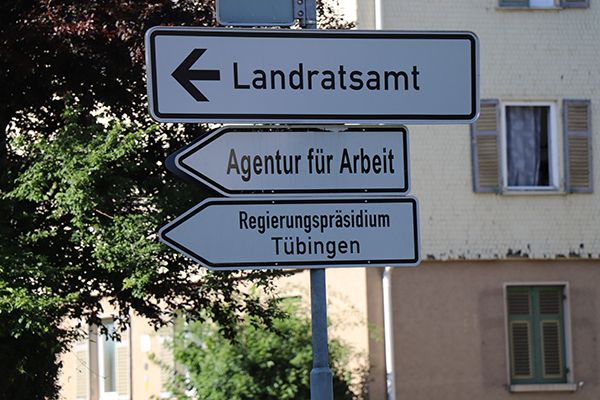 Landratsamt
Agentur für Arbeit
Regierungspräsidium
Tübingen